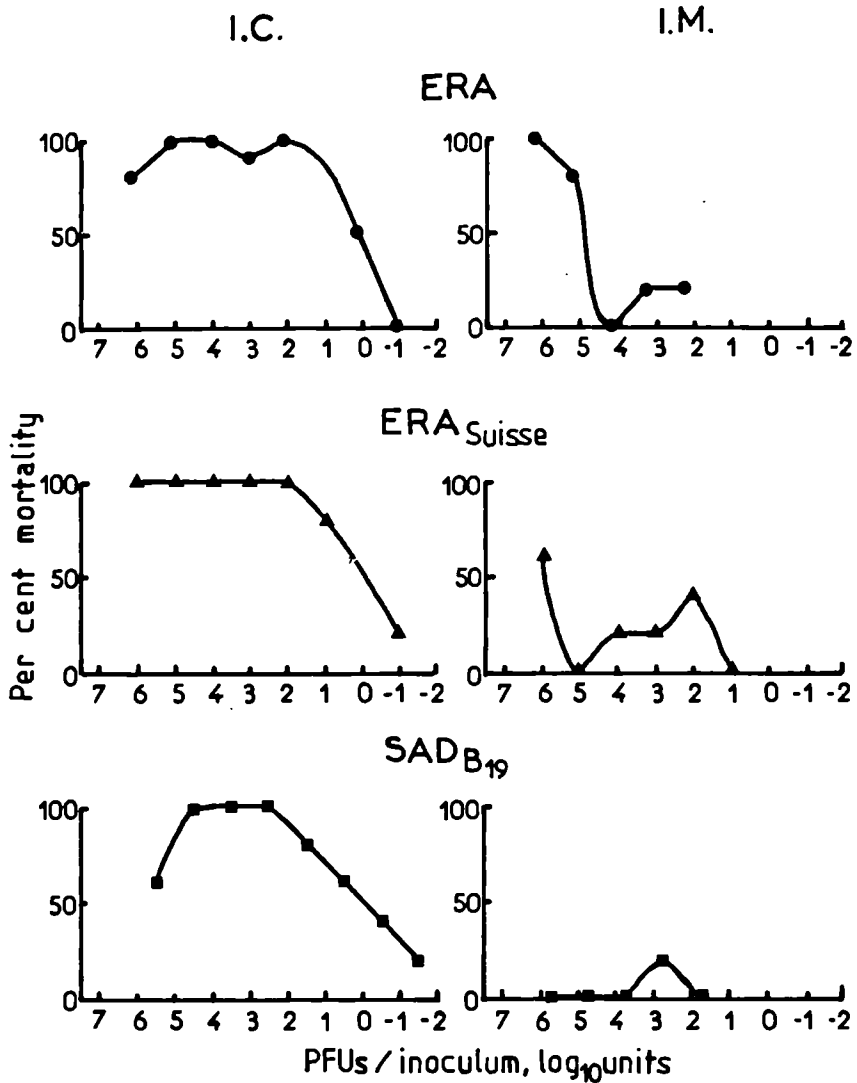 I.C. I.M.
ERA
100 100
50 50
0 0
7 6 5 4 3 2 1 0 -1 -2 7 6 5 4 3 2 1 0 -1 -2
ERA Suisse
100 100
50 50
0 0
7 6 5 4 3 2 1 0 -1 -2 7 6 5 4 3 2 1 0 -1 -2
SAD B19
100 100
50 50
0 0
7 6 5 4 3 2 1 0 -1 -2 7 6 5 4 3 2 1 0 -1 -2
Per cent mortality
PFUs / inoculum, log10 units